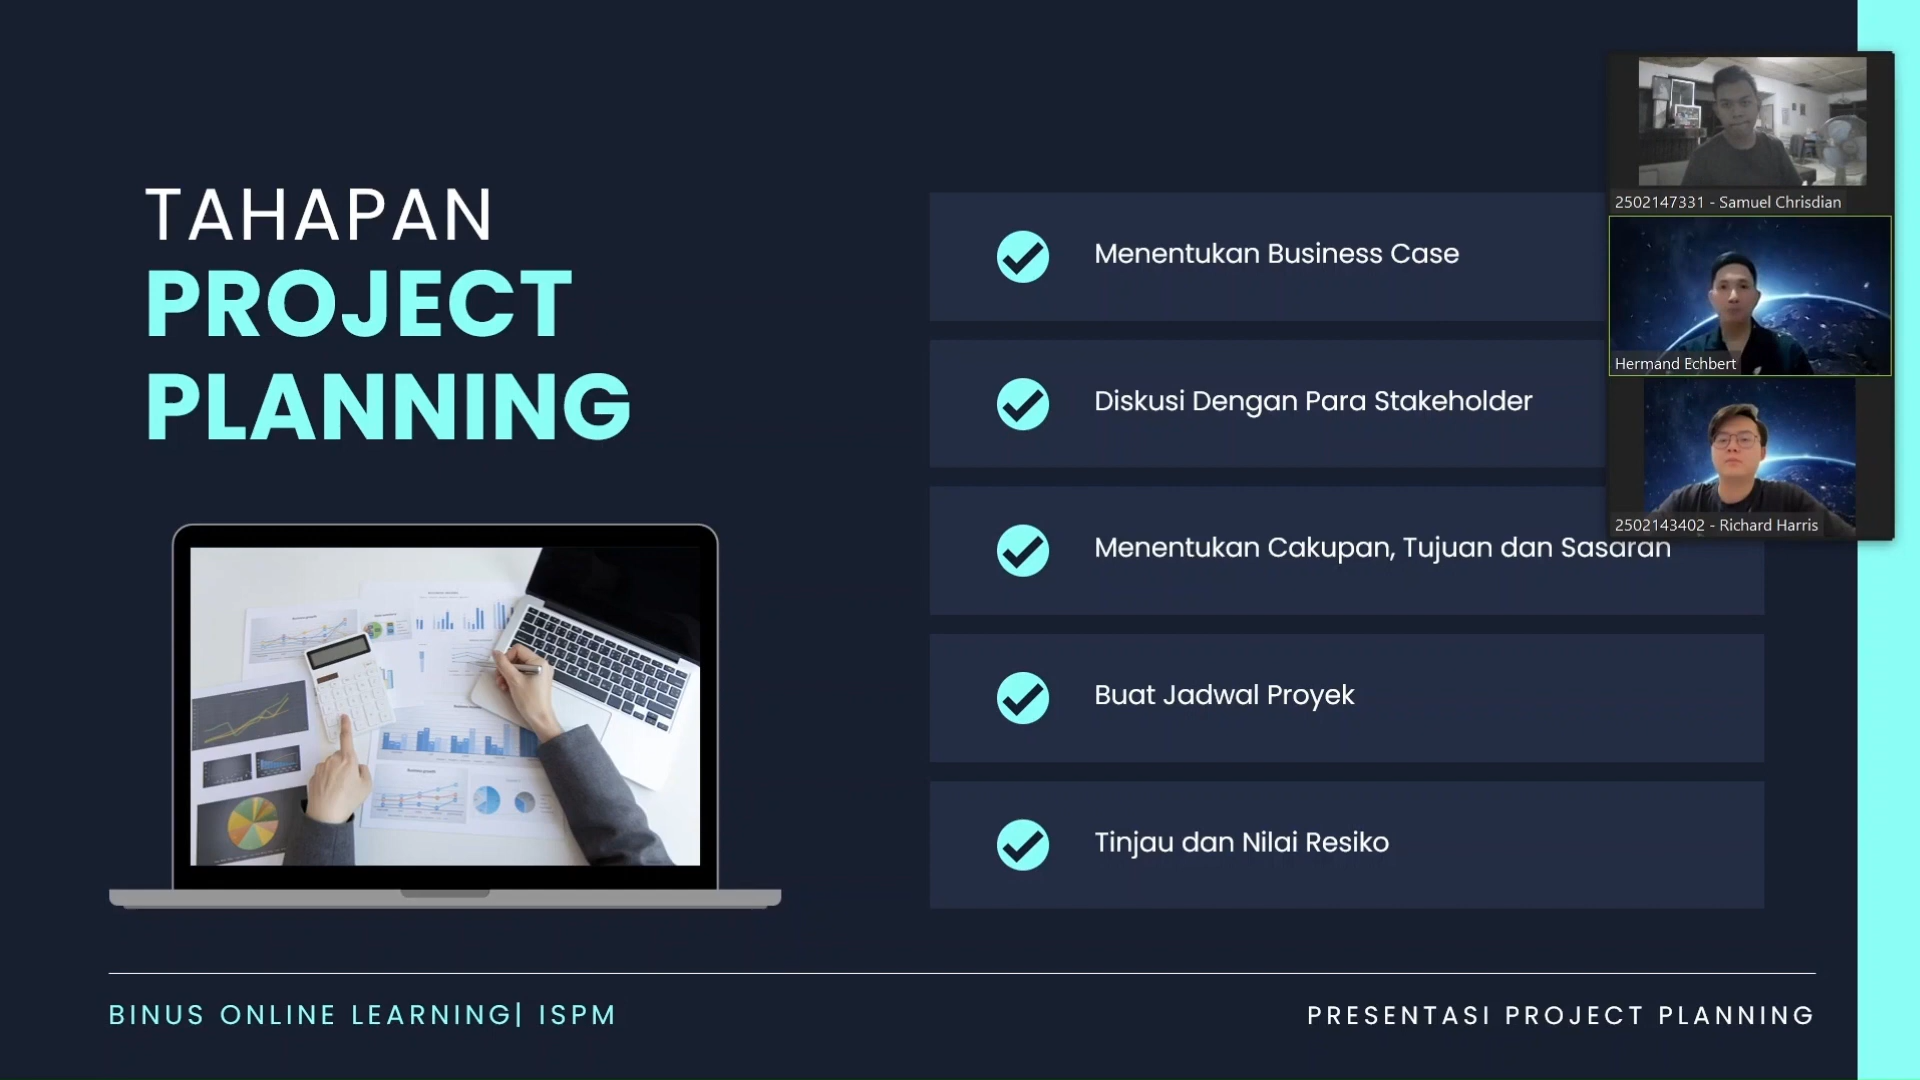 TAHAPAN
PROJECT
PLANNING
Menentukan Business Case
Diskusi Dengan Para Stakeholder
Menentukan Cakupan, Tujuan dan Sasaran
Buat Jadwal Proyek
Tinjau dan Nilai Resiko
2502147331 - Samuel Chrisdian
Hermand Echbert
2502143402 - Richard Harris
BINUS ONLINE LEARNING| ISPM
PRESENTASI PROJECT PLANNING